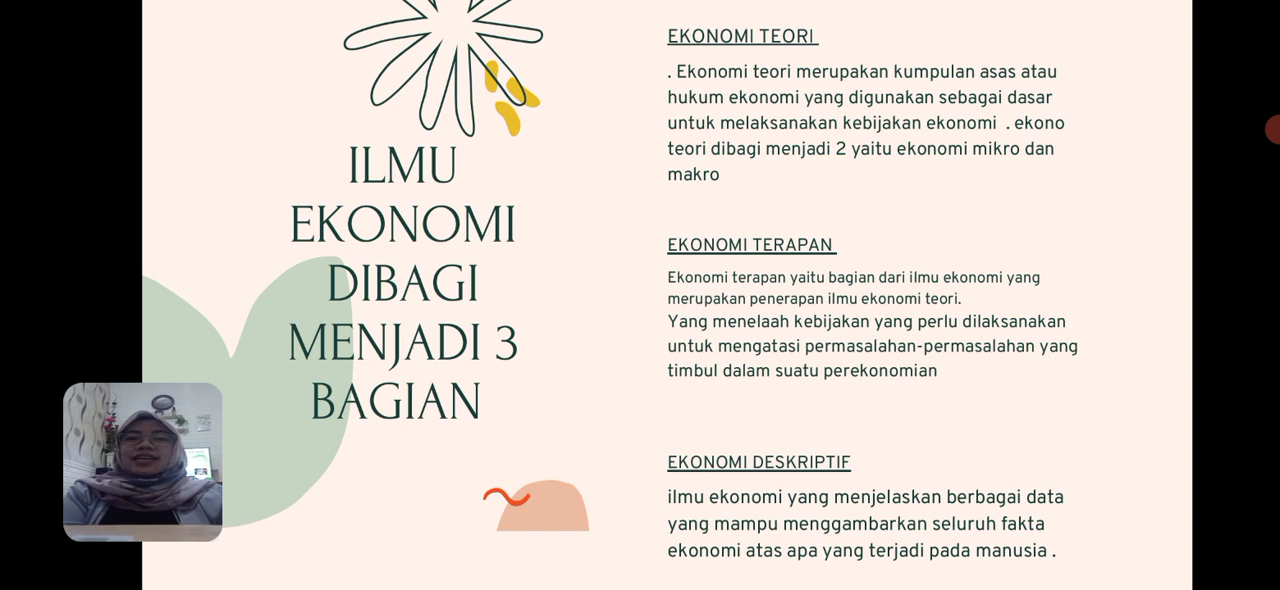 ILMU
EKONOMI
DIBAGI
MENJADI 3
BAGIAN
EKONOMI TEORI
. Ekonomi teori merupakan kumpulan asas atau
hukum ekonomi yang digunakan sebagai dasar
untuk melaksanakan kebijakan ekonomi . ekono
teori dibagi menjadi 2 yaitu ekonomi mikro dan
makro
EKONOMI TERAPAN
Ekonomi terapan yaitu bagian dari ilmu ekonomi yang
merupakan penerapan ilmu ekonomi teori.
Yang menelaah kebijakan yang perlu dilaksanakan
untuk mengatasi permasalahan-permasalahan yang
timbul dalam suatu perekonomian
EKONOMI DESKRIPTIF
ilmu ekonomi yang menjelaskan berbagai data
yang mampu menggambarkan seluruh fakta
ekonomi atas apa yang terjadi pada manusia .